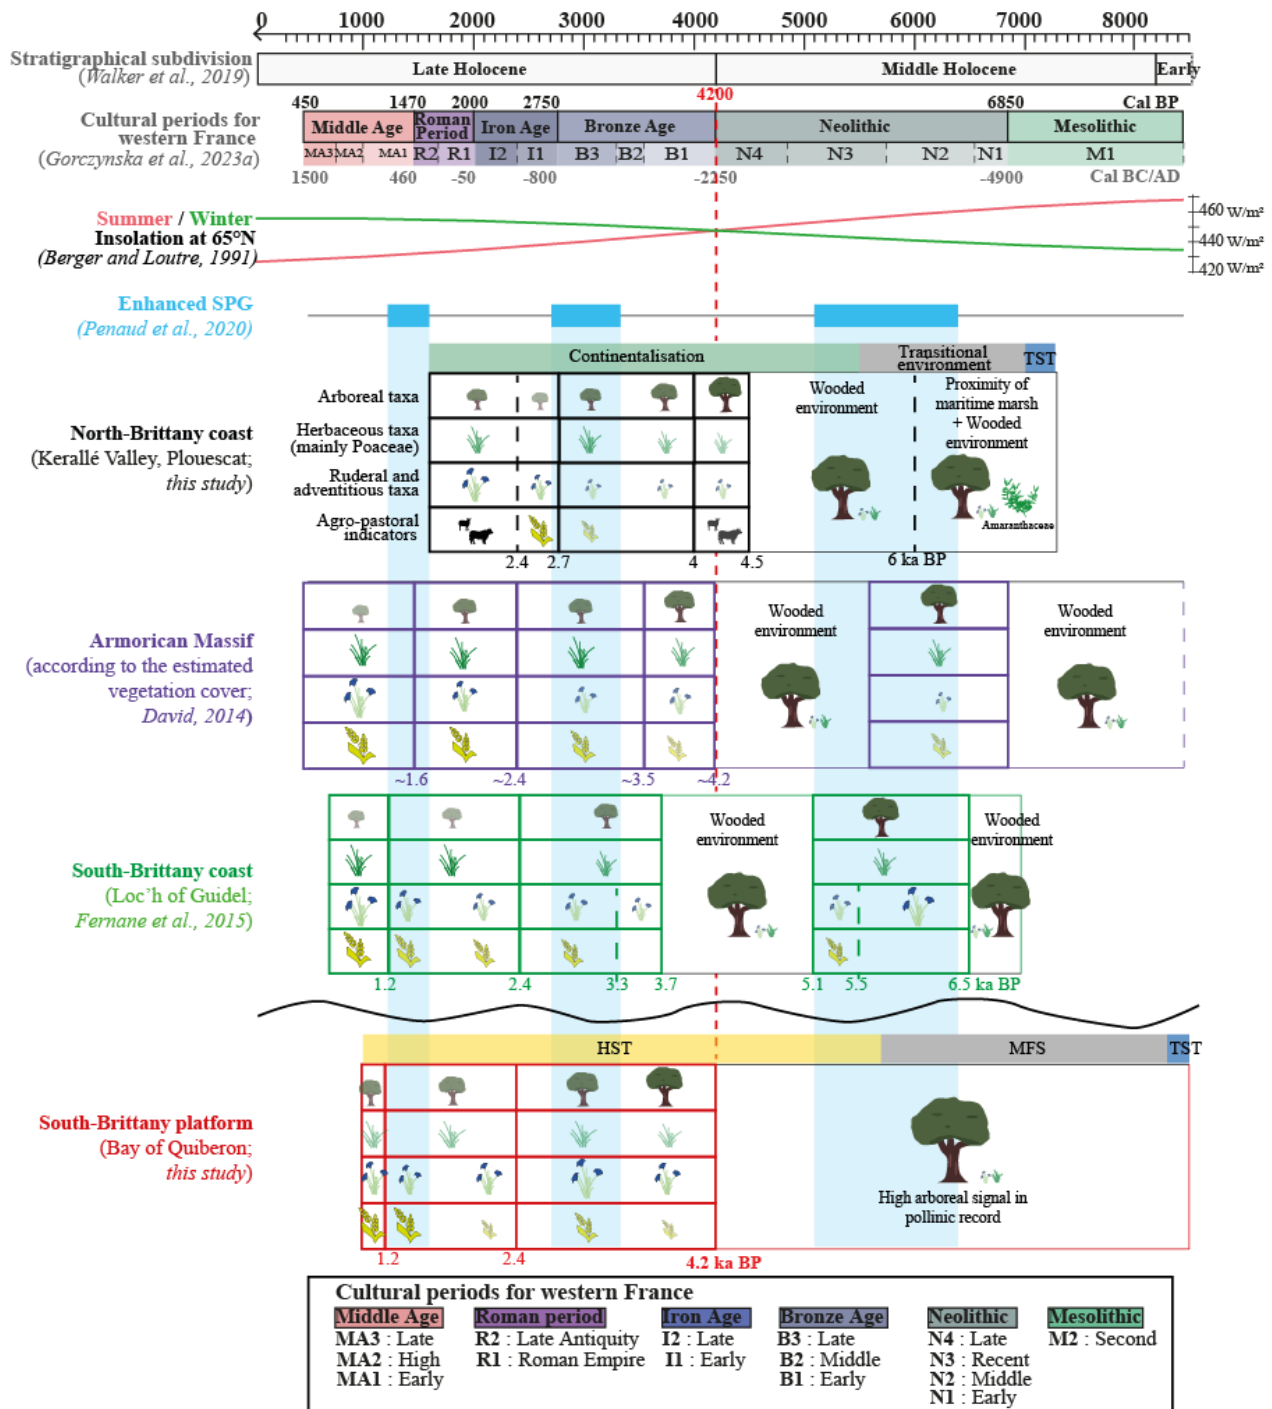 0 1000 2000 3000 4000 5000 6000 7000 8000
Stratigraphical subdivision
(Walker et al., 2019)
Late Holocene Middle Holocene Early
4200
450 1470 2000 2750 6850 Cal BP
Cultural periods for
western France
(Gorczynska et al., 2023a)
Middle Age Roman Period Iron Age Bronze Age Neolithic Mesolithic
MA3 MA2 MA1 R2 R1 I2 I1 B3 B2 B1 N4 N3 N2 N1 M1
1500 460 -50 -800 -2250 -4900 Cal BC/AD
Summer / Winter
Insolation at 65°N
(Berger and Loutre, 1991)
460 W/m²
440 W/m²
420 W/m²
Enhanced SPG
(Penaud et al., 2020)
Continentalisation
Transitional
environment
TST
North-Brittany coast
(Kerallé Valley, Plouescat;
this study)
Arboreal taxa
Herbaceous taxa
(mainly Poaceae)
Ruderal and
adventitious taxa
Agro-pastoral
indicators
Wooded
environment
Proximity of
maritime marsh
+ Wooded
environment
Amaranthaceae
2.4 2.7 4 4.5 6 ka BP
Armorican Massif
(according to the estimated
vegetation cover;
David, 2014)
Wooded
environment
Wooded
environment
~1.6 ~2.4 ~3.5 ~4.2
South-Brittany coast
(Loc’h of Guidel;
Fernane et al., 2015)
Wooded
environment
Wooded
environment
1.2 2.4 3.3 3.7 5.1 5.5 6.5 ka BP
HST MFS TST
South-Brittany platform
(Bay of Quiberon;
this study)
High arboreal signal in
pollinic record
1.2 2.4 4.2 ka BP
Cultural periods for western France
Middle Age Roman period Iron Age Bronze Age Neolithic Mesolithic
MA3 : Late R2 : Late Antiquity I2 : Late B3 : Late N4 : Late M2 : Second
MA2 : High R1 : Roman Empire I1 : Early B2 : Middle N3 : Recent
MA1 : Early B1 : Early N2 : Middle
N1 : Early